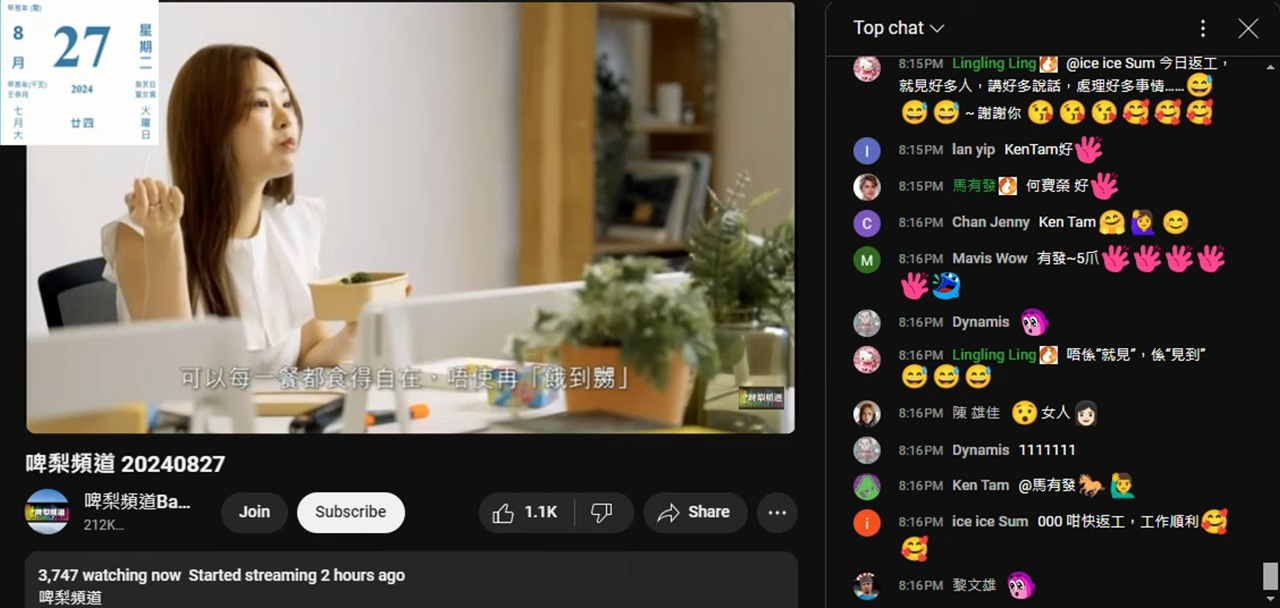 甲辰年(龍)
8
月
27
2024
廿四
星
期
二
七
月
大
火
曜
日
可以每一餐都食得自在，唔使再「餓到嬲」
啤梨頻道
啤梨頻道 20240827
啤梨頻道Ba...
212K...
Join
Subscribe
1.1K
Share
3,747 watching now Started streaming 2 hours ago
啤梨頻道
Top chat
8:15PM Lingling Ling @ice ice Sum 今日返工，
就見好多人，講好多說話，處理好多事情......😅
😅😅 ~ 謝謝你 😘😘😘🥰🥰🥰
I 8:15PM Ian yip KenTam好
8:15PM 馬有發 何寶榮 好
C 8:16PM Chan Jenny Ken Tam 🤗🙋‍♀️😊
M 8:16PM Mavis Wow 有發~5爪
8:16PM Dynamis
8:16PM Lingling Ling 唔係"就見"，係"見到"
😅😅😅
8:16PM 陳 雄佳 😯女人👩🏻
8:16PM Dynamis 1111111
8:16PM Ken Tam @馬有發🐎🙋‍♂️
i 8:16PM ice ice Sum 000 咁快返工，工作順利🥰
🥰
8:16PM 黎文雄